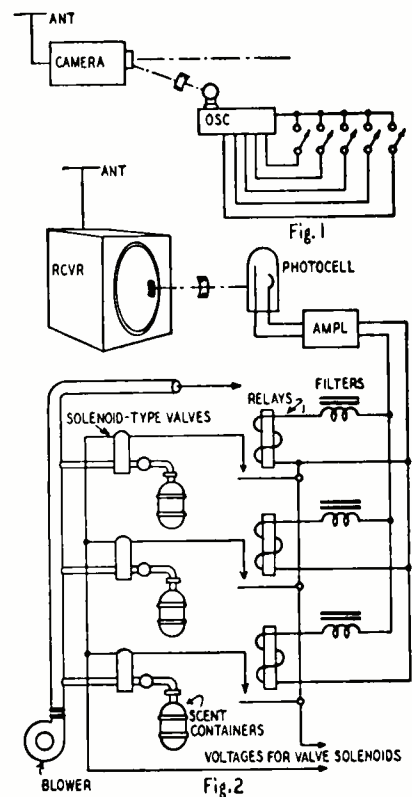 ANT
CAMERA
OSC
Fig.1
ANT
RCVR
PHOTOCELL
AMPL
FILTERS
RELAYS
SOLENOID-TYPE VALVES
SCENT
CONTAINERS
VOLTAGES FOR VALVE SOLENOIDS
BLOWER
Fig.2